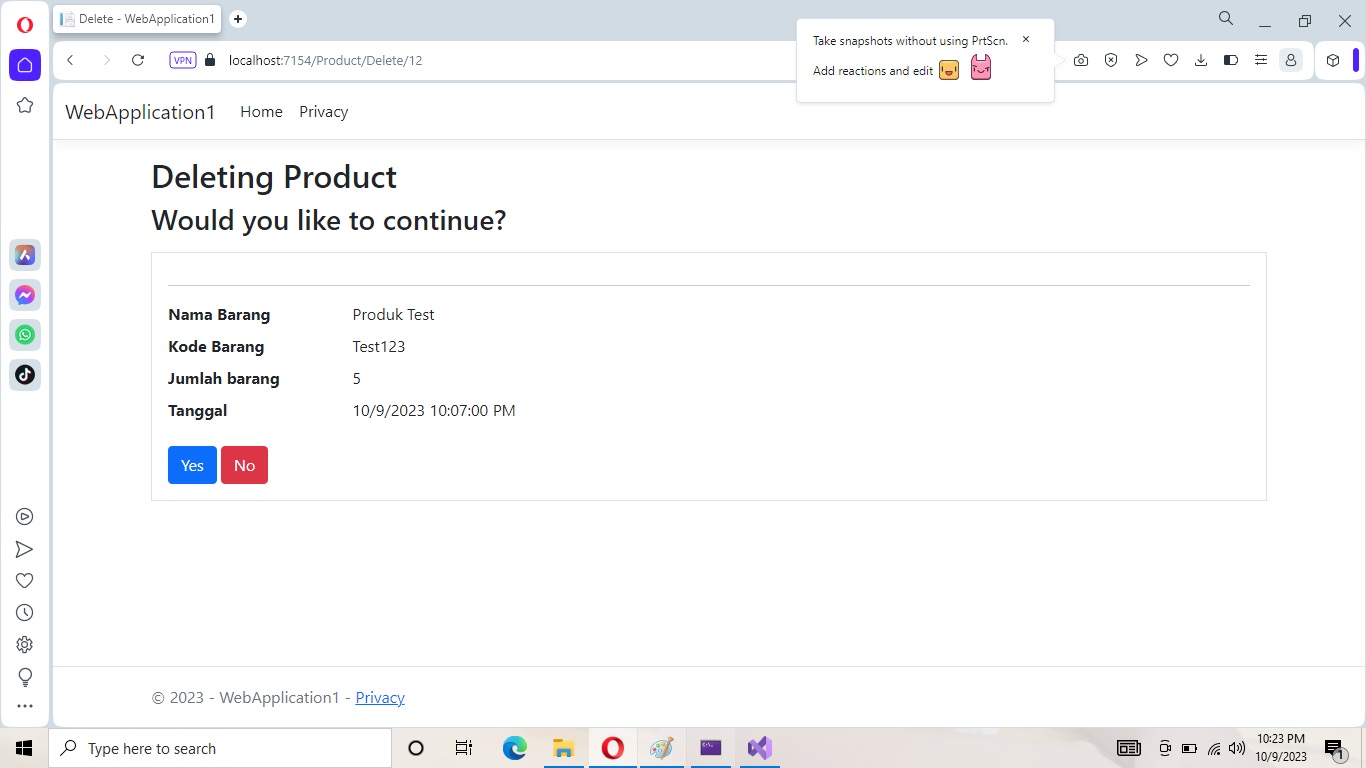 Delete - WebApplication1
Take snapshots without using PrtScn.
Add reactions and edit
VPN
localhost:7154/Product/Delete/12
WebApplication1 Home Privacy
Deleting Product
Would you like to continue?
Nama Barang Produk Test
Kode Barang Test123
Jumlah barang 5
Tanggal 10/9/2023 10:07:00 PM
Yes No
© 2023 - WebApplication1 - Privacy
Type here to search
10:23 PM
10/9/2023
1